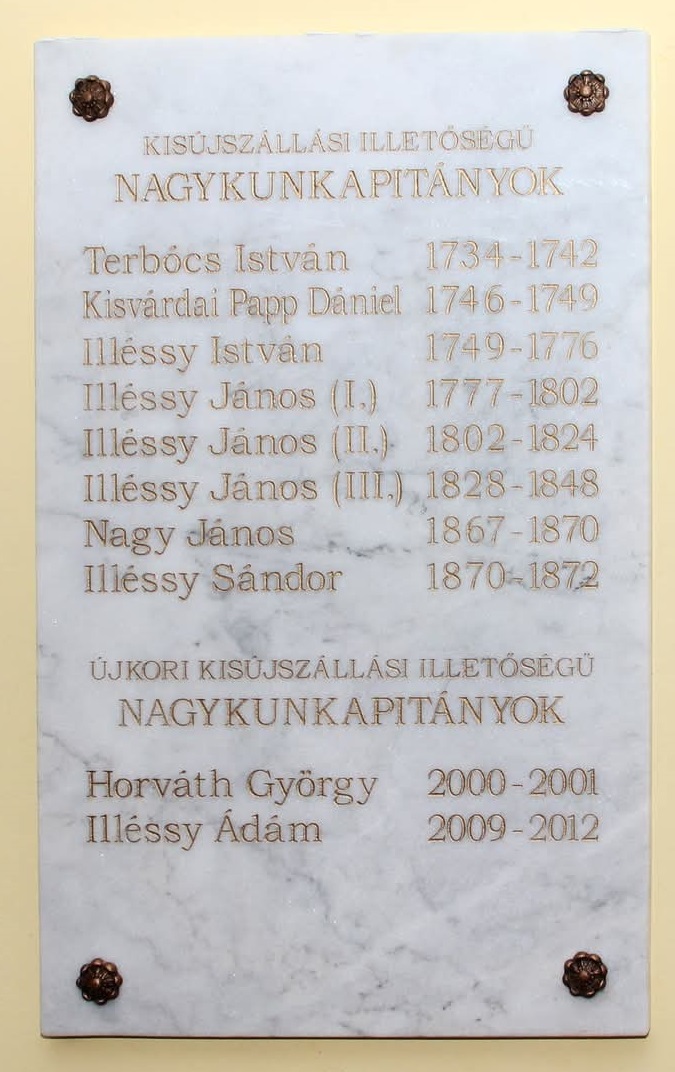 KISÚJSZÁLLÁSI ILLETŐSÉGŰ
NAGYKUNKAPITÁNYOK
Terbócs István 1734-1742
Kisvárdai Papp Dániel 1746-1749
Illéssy István 1749-1776
Illéssy János (I.) 1777-1802
Illéssy János (II.) 1802-1824
Illéssy János (III.) 1828-1848
Nagy János 1867-1870
Illéssy Sándor 1870-1872
ÚJKORI KISÚJSZÁLLÁSI ILLETŐSÉGŰ
NAGYKUNKAPITÁNYOK
Horváth György 2000-2001
Illéssy Ádám 2009-2012